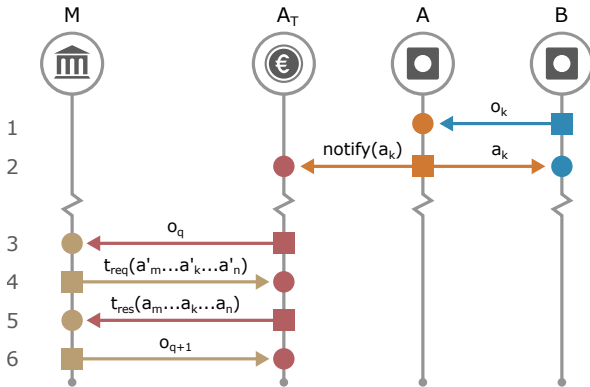 M A_T A B
€
1 o_k
2 notify(a_k) a_k
3 o_q
4 t_req(a'_m...a'_k...a'_n)
5 t_res(a_m...a_k...a_n)
6 o_q+1